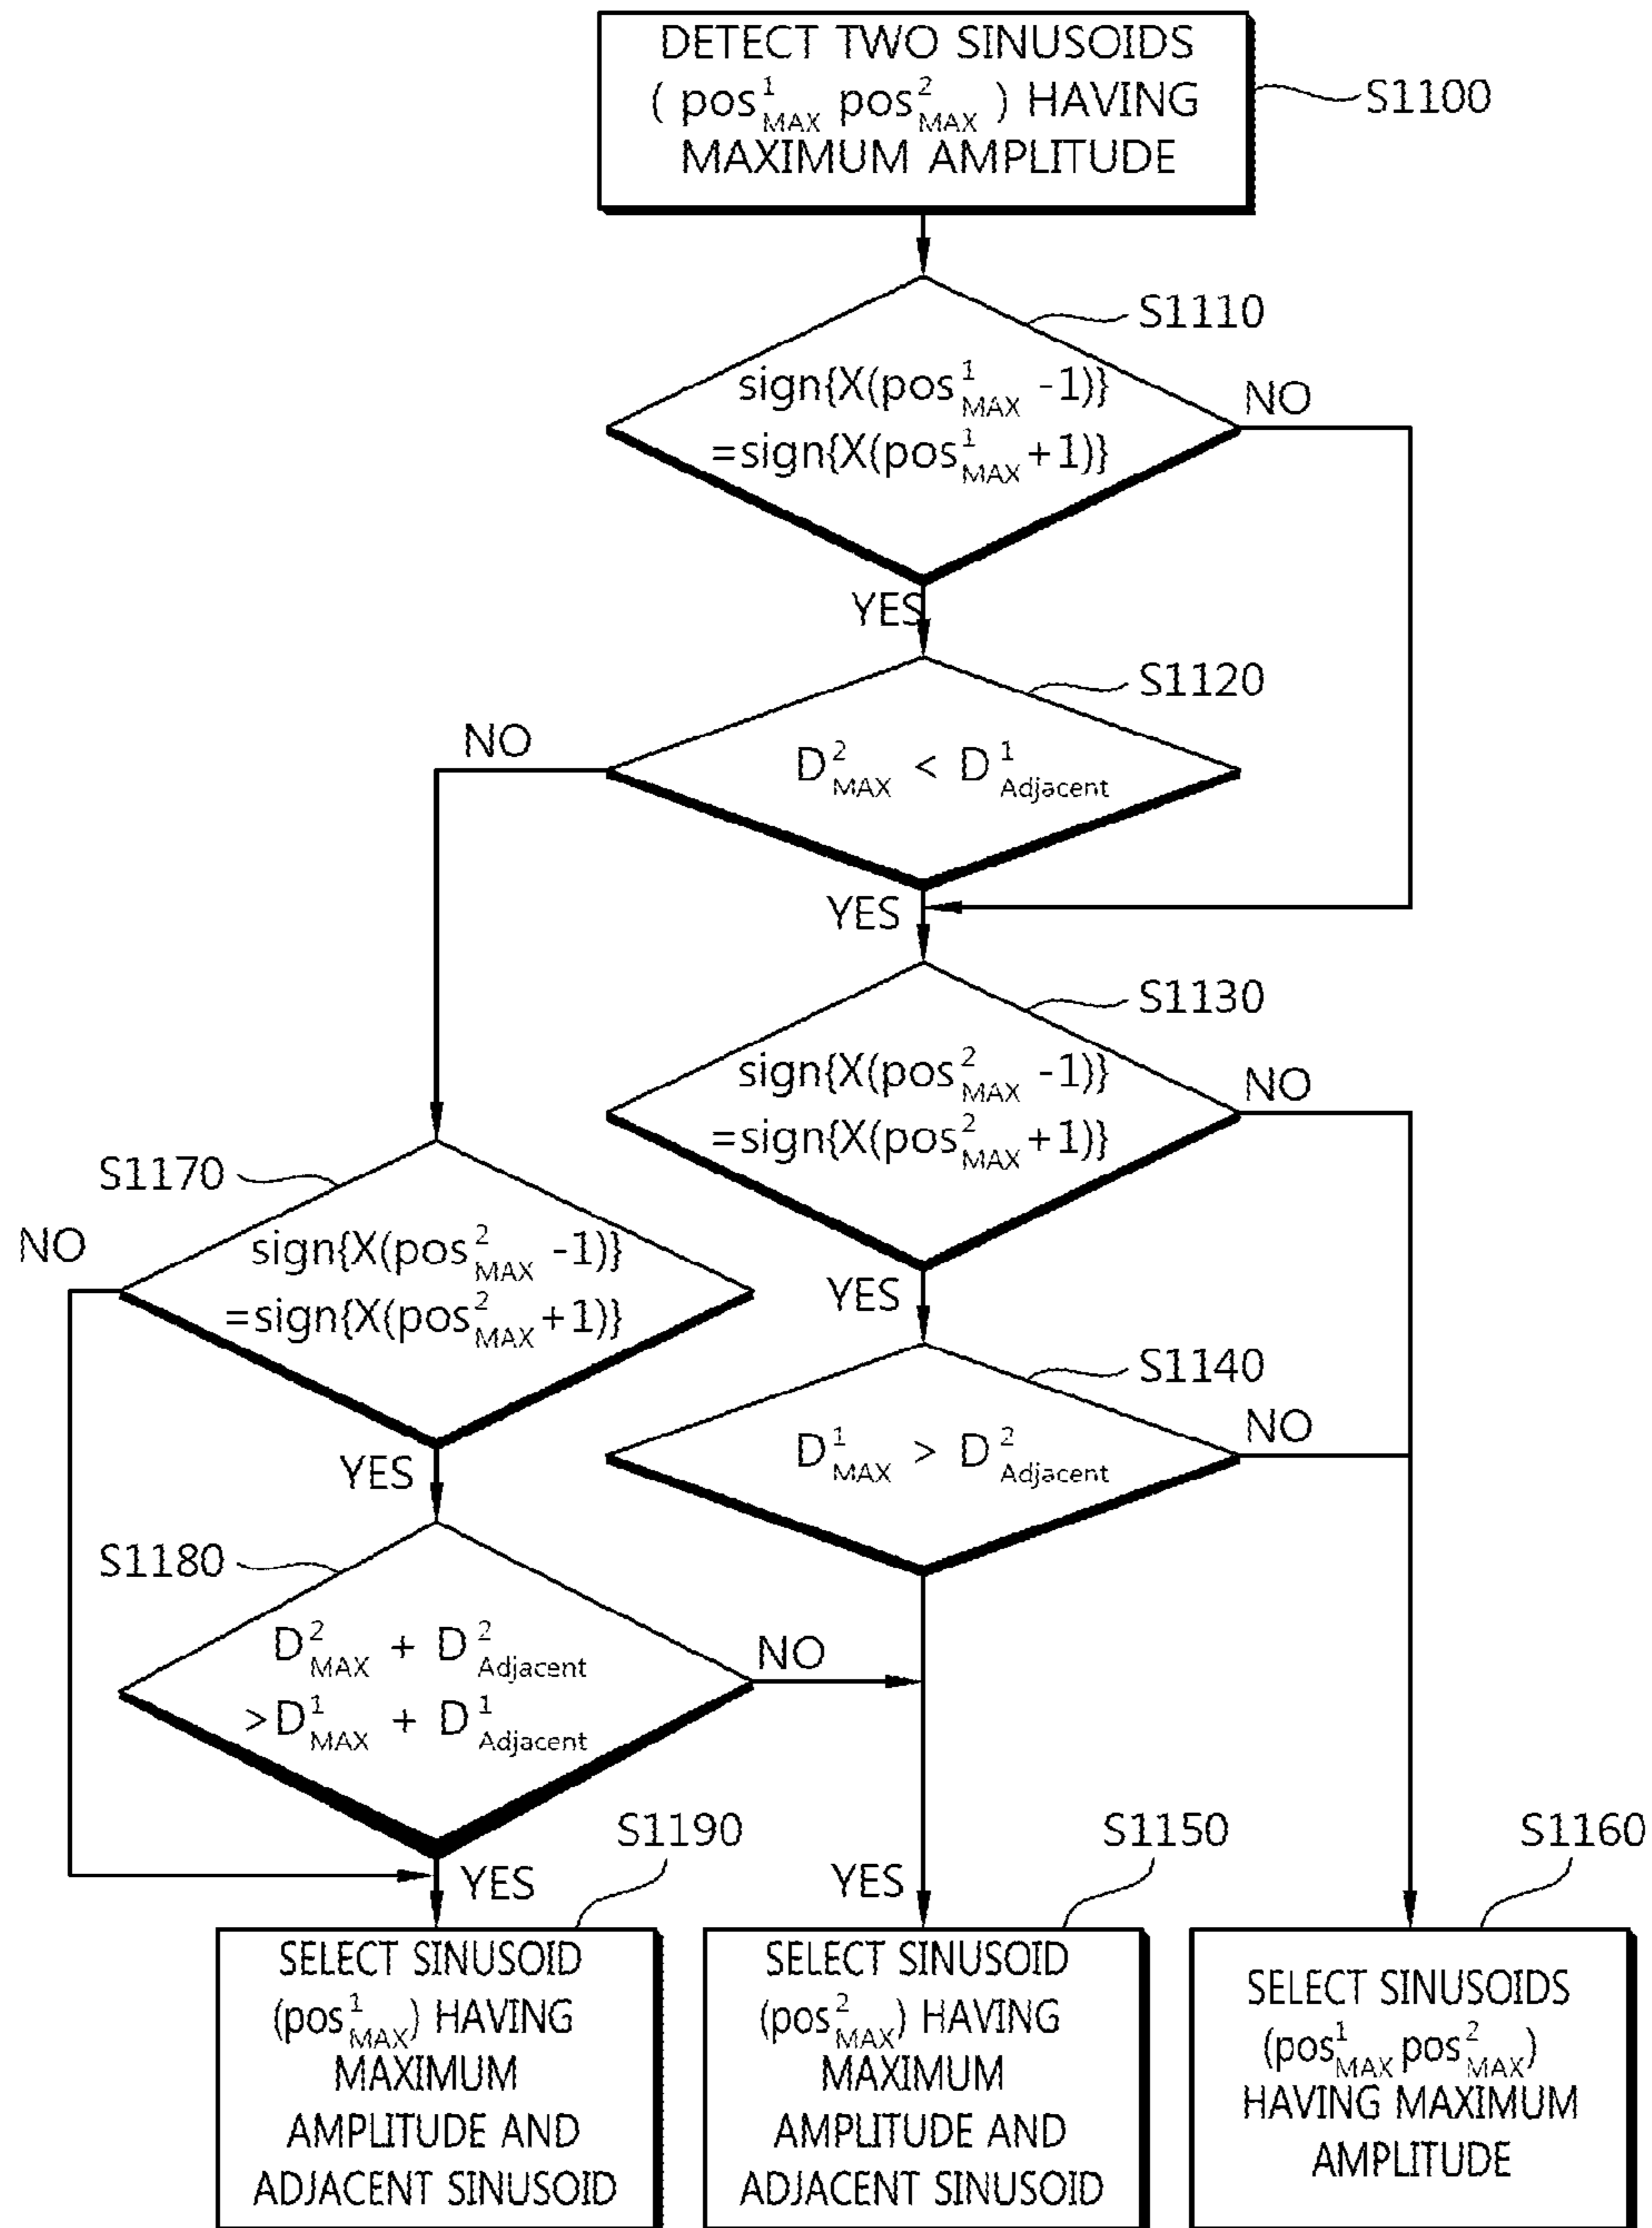 DETECT TWO SINUSOIDS
( pos¹MAX pos²MAX ) HAVING
MAXIMUM AMPLITUDE
S1100
S1110
sign{X(pos¹MAX -1)}
=sign{X(pos¹MAX +1)}
NO
YES
S1120
NO
D²MAX < D¹Adjacent
YES
S1130
sign{X(pos²MAX -1)}
=sign{X(pos²MAX +1)}
NO
YES
S1170
NO
sign{X(pos²MAX -1)}
=sign{X(pos²MAX +1)}
YES
S1140
D¹MAX > D²Adjacent
NO
YES
S1180
D²MAX + D²Adjacent
>D¹MAX + D¹Adjacent
NO
YES
S1190
SELECT SINUSOID
(pos¹MAX) HAVING
MAXIMUM
AMPLITUDE AND
ADJACENT SINUSOID
S1150
SELECT SINUSOID
(pos²MAX) HAVING
MAXIMUM
AMPLITUDE AND
ADJACENT SINUSOID
S1160
SELECT SINUSOIDS
(pos¹MAX pos²MAX)
HAVING MAXIMUM
AMPLITUDE